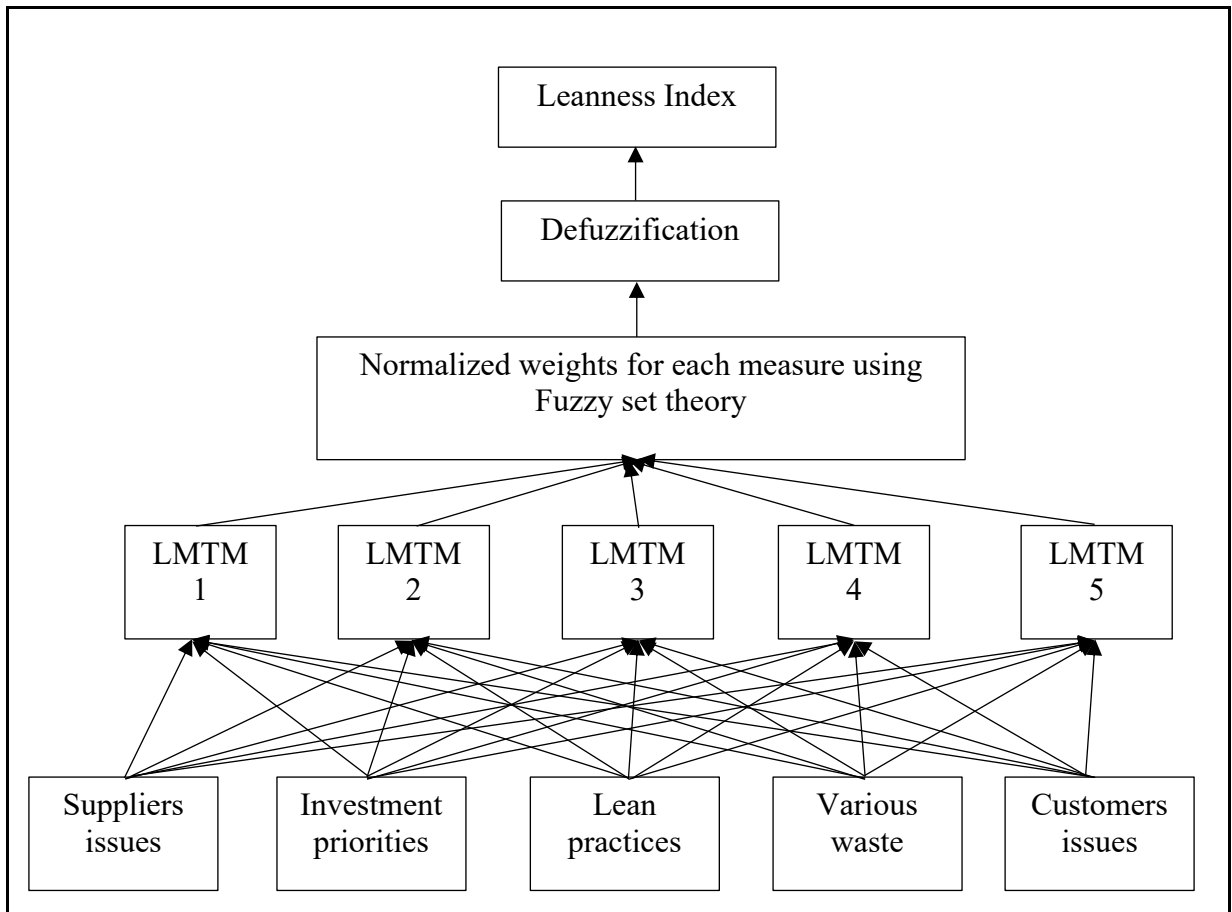 Leanness Index
Defuzzification
Normalized weights for each measure using
Fuzzy set theory
LMTM
1
LMTM
2
LMTM
3
LMTM
4
LMTM
5
Suppliers
issues
Investment
priorities
Lean
practices
Various
waste
Customers
issues